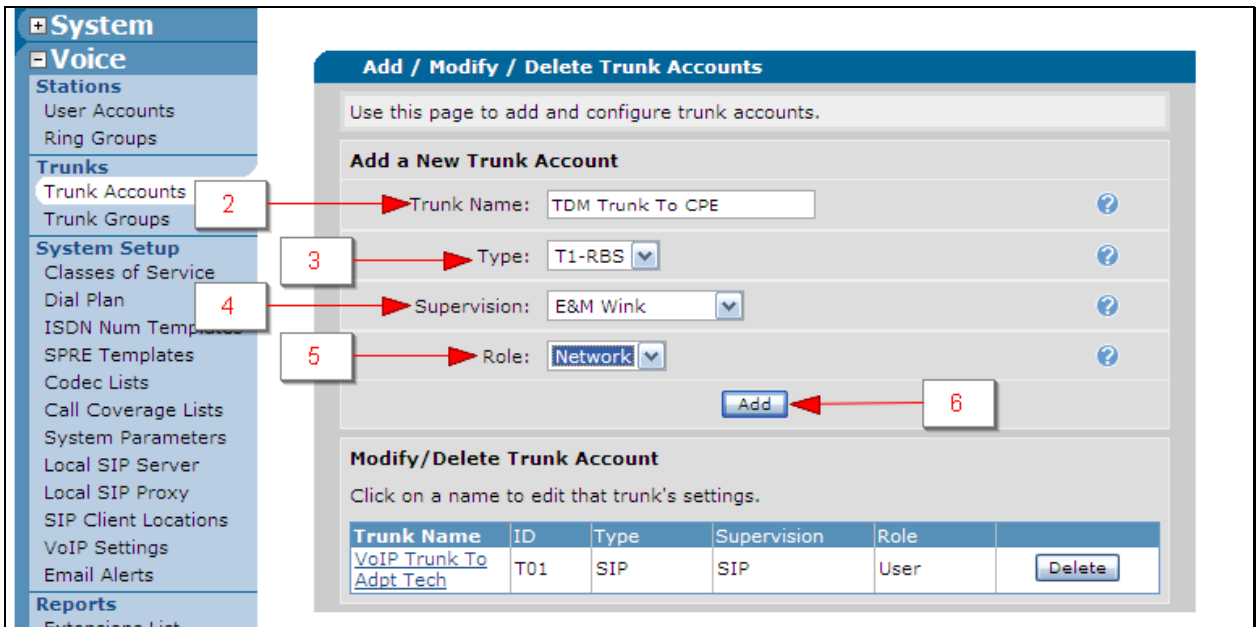 System
Voice
Stations
User Accounts
Ring Groups
Trunks
Trunk Accounts
Trunk Groups
System Setup
Classes of Service
Dial Plan
ISDN Num Templates
SPRE Templates
Codec Lists
Call Coverage Lists
System Parameters
Local SIP Server
Local SIP Proxy
SIP Client Locations
VoIP Settings
Email Alerts
Reports
Extensions List
Add / Modify / Delete Trunk Accounts
Use this page to add and configure trunk accounts.
Add a New Trunk Account
2 Trunk Name: TDM Trunk To CPE ?
3 Type: T1-RBS ?
4 Supervision: E&M Wink ?
5 Role: Network ?
Add 6
Modify/Delete Trunk Account
Click on a name to edit that trunk's settings.
Trunk Name ID Type Supervision Role
VoIP Trunk To Adpt Tech T01 SIP SIP User Delete